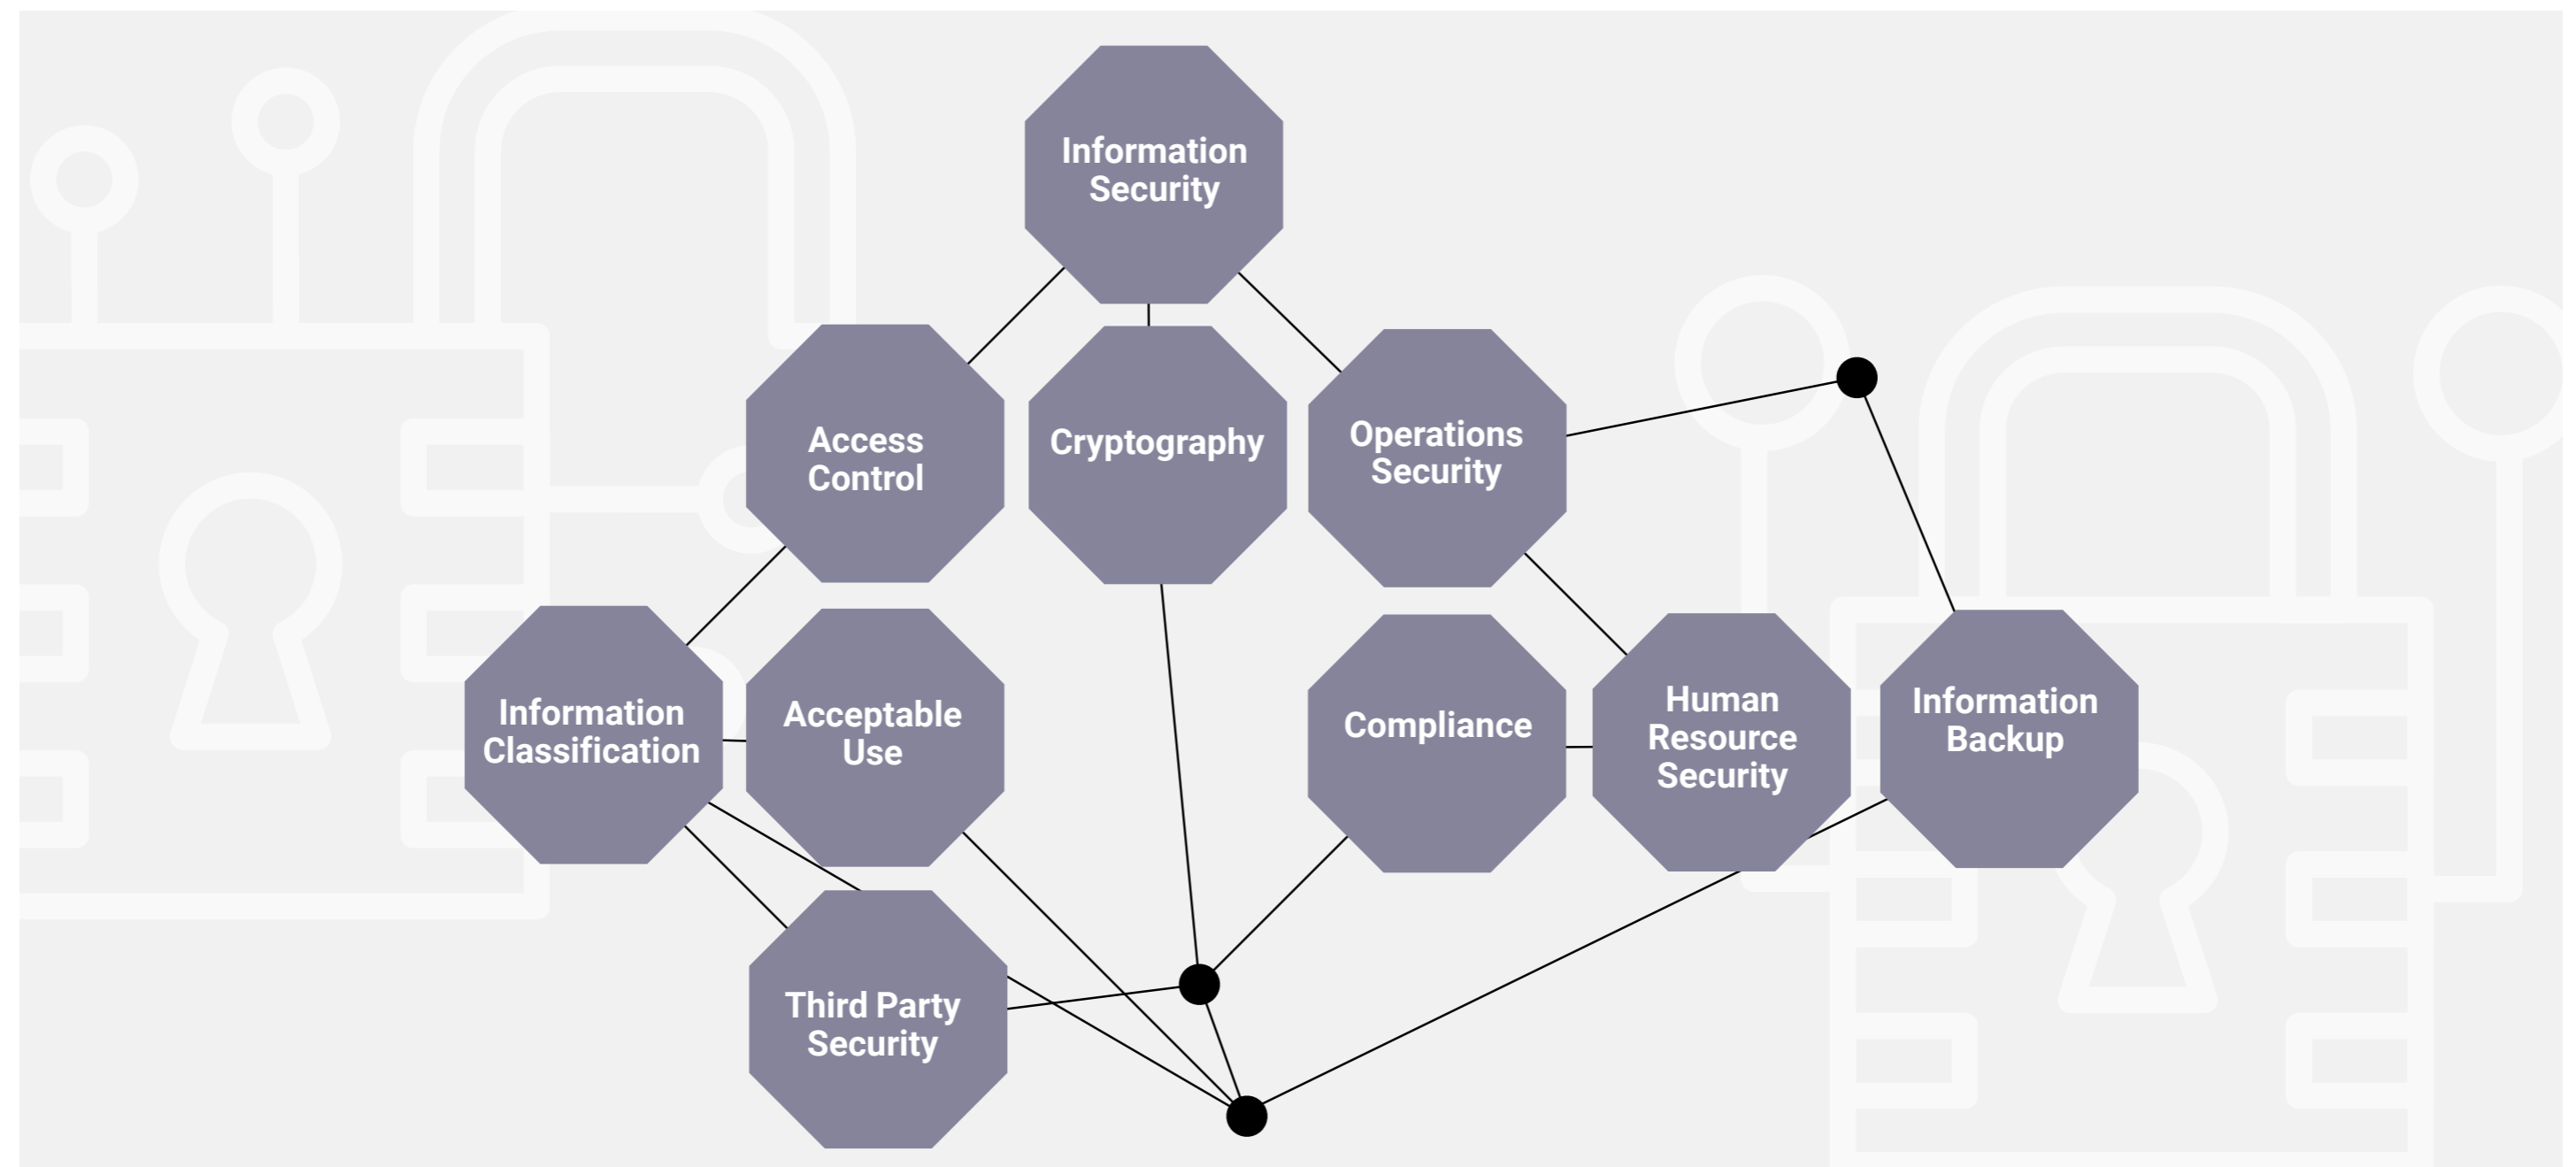 Information
Security
Access
Control
Cryptography
Operations
Security
Information
Classification
Acceptable
Use
Compliance
Human
Resource
Security
Information
Backup
Third Party
Security